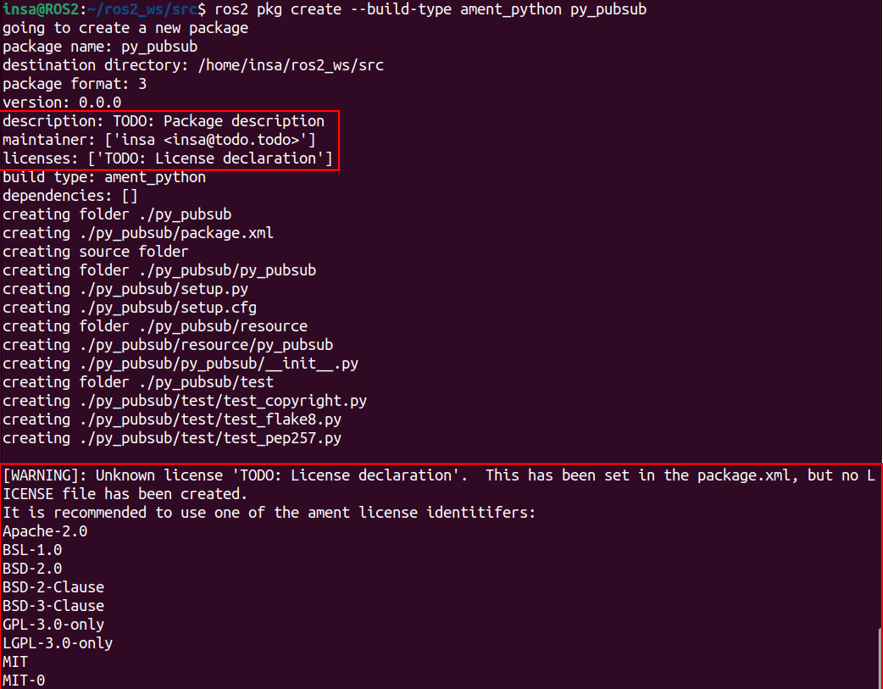 insa@ROS2:~/ros2_ws/src$ ros2 pkg create --build-type ament_python py_pubsub
going to create a new package
package name: py_pubsub
destination directory: /home/insa/ros2_ws/src
package format: 3
version: 0.0.0
description: TODO: Package description
maintainer: ['insa <insa@todo.todo>']
licenses: ['TODO: License declaration']
build type: ament_python
dependencies: []
creating folder ./py_pubsub
creating ./py_pubsub/package.xml
creating source folder
creating folder ./py_pubsub/py_pubsub
creating ./py_pubsub/setup.py
creating ./py_pubsub/setup.cfg
creating folder ./py_pubsub/resource
creating ./py_pubsub/resource/py_pubsub
creating ./py_pubsub/py_pubsub/__init__.py
creating folder ./py_pubsub/test
creating ./py_pubsub/test/test_copyright.py
creating ./py_pubsub/test/test_flake8.py
creating ./py_pubsub/test/test_pep257.py
[WARNING]: Unknown license 'TODO: License declaration'.  This has been set in the package.xml, but no L
ICENSE file has been created.
It is recommended to use one of the ament license identitifers:
Apache-2.0
BSL-1.0
BSD-2.0
BSD-2-Clause
BSD-3-Clause
GPL-3.0-only
LGPL-3.0-only
MIT
MIT-0